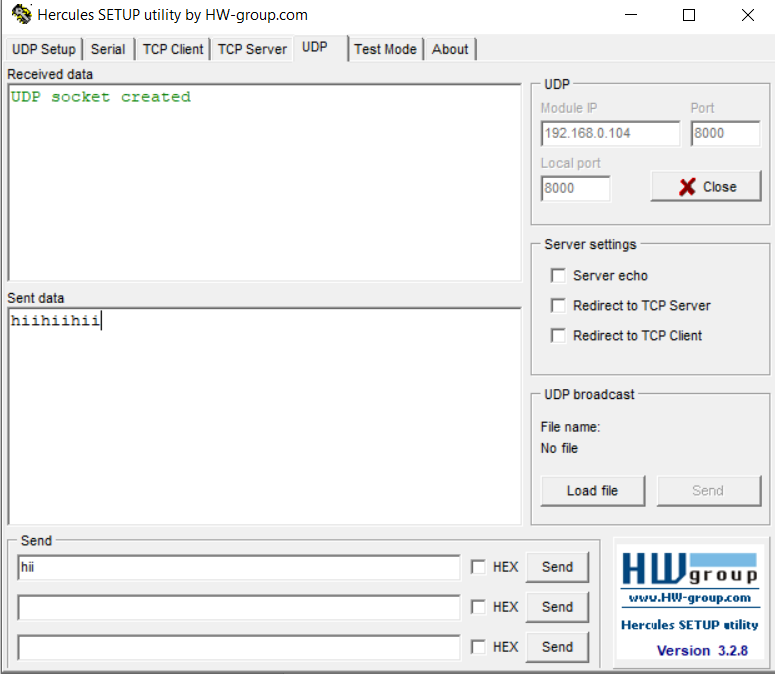 Hercules SETUP utility by HW-group.com
UDP Setup Serial TCP Client TCP Server UDP Test Mode About
Received data
UDP socket created
UDP
Module IP Port
192.168.0.104 8000
Local port
8000 Close
Server settings
Server echo
Redirect to TCP Server
Redirect to TCP Client
Sent data
hiihiihii
UDP broadcast
File name:
No file
Load file Send
Send
hii HEX Send
HEX Send
HEX Send
HWgroup
www.HW-group.com
Hercules SETUP utility
Version 3.2.8